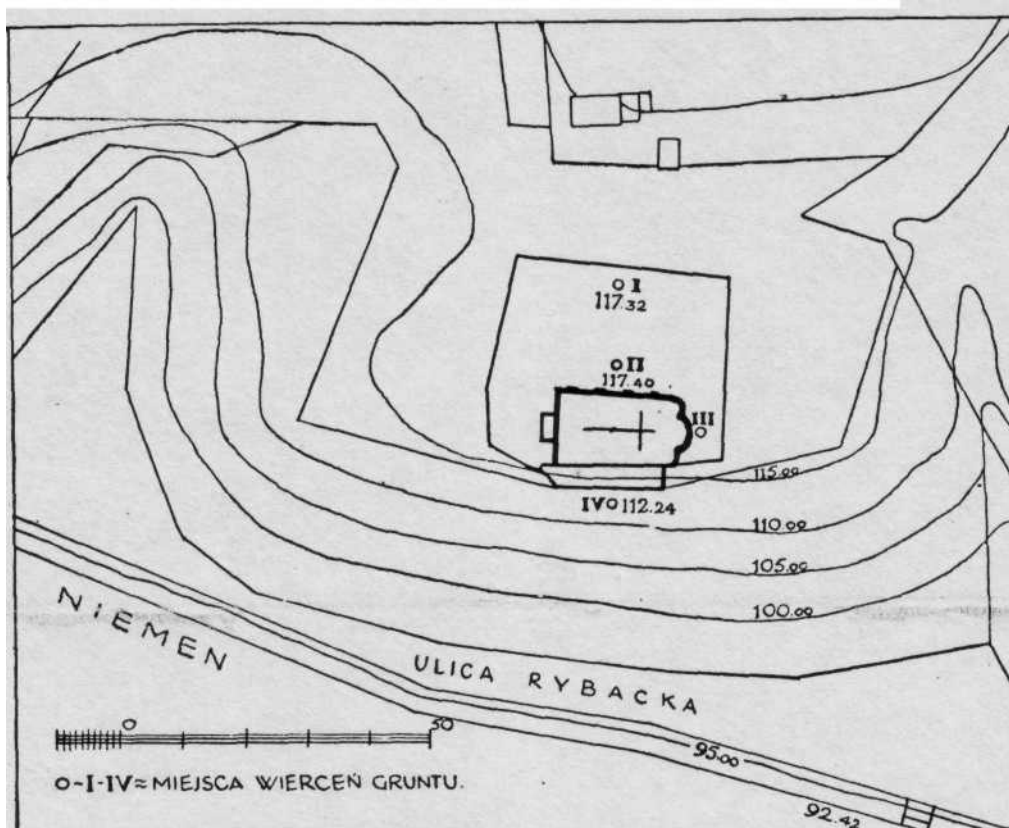 I
117.32
II
117.40
III
115.00
IV 112.24
110.00
105.00
100.00
NiEMEN
ULICA RYBACKA
0 50
95.00
O-I-IV=MIEJSCA WIERCEŃ GRUNTU.
92.42